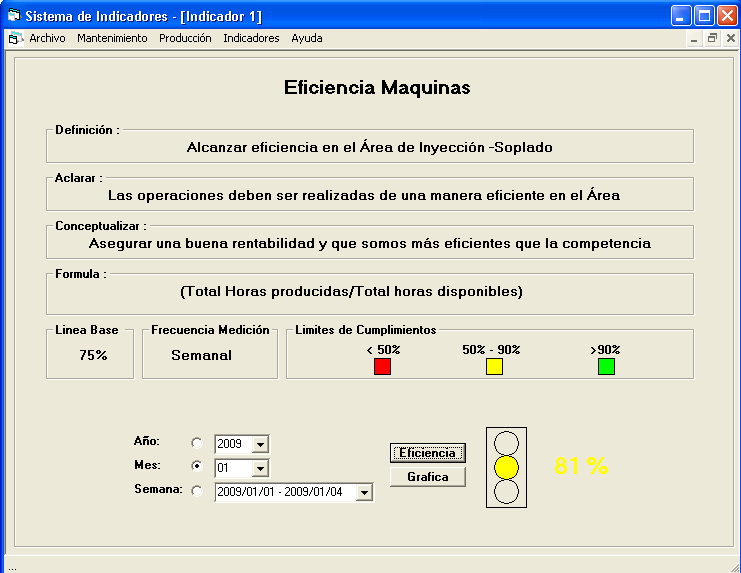 Sistema de Indicadores - [Indicador 1]
Archivo Mantenimiento Producción Indicadores Ayuda
Eficiencia Maquinas
Definición :
Alcanzar eficiencia en el Área de Inyección -Soplado
Aclarar :
Las operaciones deben ser realizadas de una manera eficiente en el Área
Conceptualizar :
Asegurar una buena rentabilidad y que somos más eficientes que la competencia
Formula :
(Total Horas producidas/Total horas disponibles)
Linea Base Frecuencia Medición Limites de Cumplimientos
75% Semanal < 50% 50% - 90% >90%
Año: 2009
Eficiencia
Mes: 01
81 %
Grafica
Semana: 2009/01/01 - 2009/01/04
...